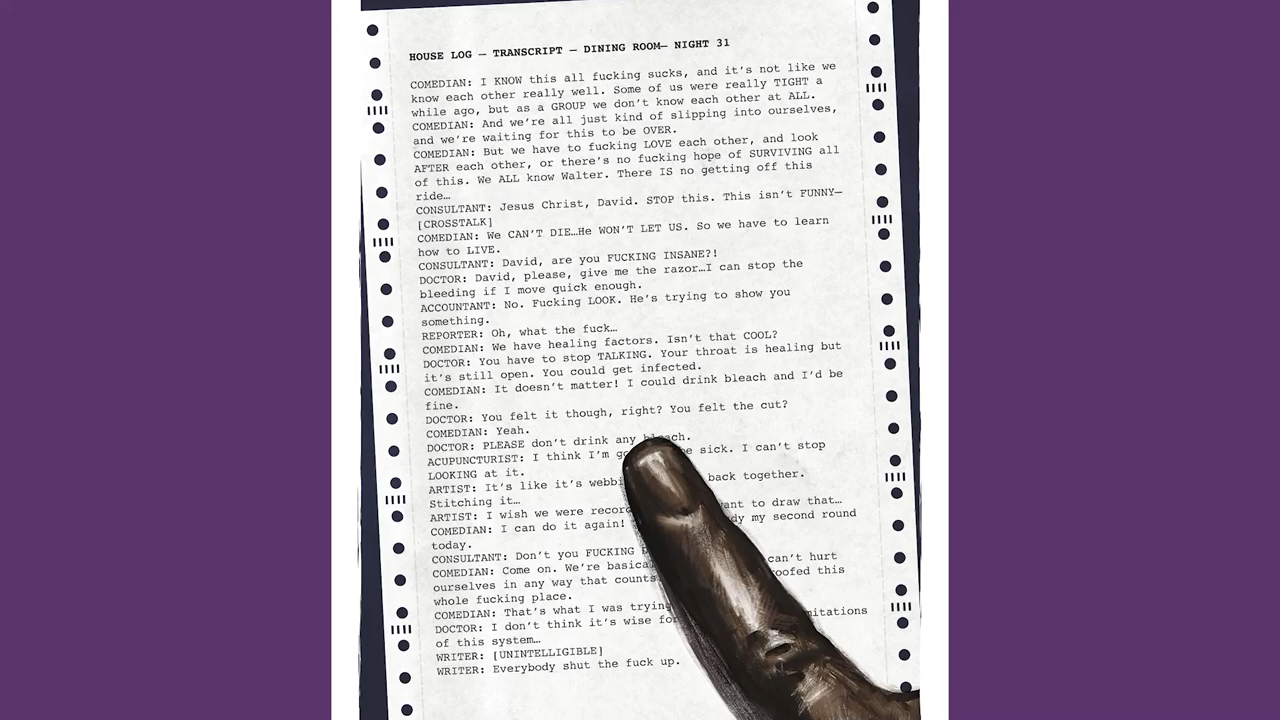 HOUSE LOG — TRANSCRIPT — DINING ROOM— NIGHT 31
COMEDIAN: I KNOW this all fucking sucks, and it's not like we
know each other really well. Some of us were really TIGHT a
while ago, but as a GROUP we don't know each other at ALL.
COMEDIAN: And we're all just kind of slipping into ourselves,
and we're waiting for this to be OVER.
COMEDIAN: But we have to fucking LOVE each other, and look
AFTER each other, or there's no fucking hope of SURVIVING all
of this. We ALL know Walter. There IS no getting off this
ride…
CONSULTANT: Jesus Christ, David. STOP this. This isn't FUNNY—
[CROSSTALK]
COMEDIAN: We CAN'T DIE…He WON'T LET US. So we have to learn
how to LIVE.
CONSULTANT: David, are you FUCKING INSANE?!
DOCTOR: David, please, give me the razor…I can stop the
bleeding if I move quick enough.
ACCOUNTANT: No. Fucking LOOK. He's trying to show you
something.
REPORTER: Oh, what the fuck…
COMEDIAN: We have healing factors. Isn't that COOL?
DOCTOR: You have to stop TALKING. Your throat is healing but
it's still open. You could get infected.
COMEDIAN: It doesn't matter! I could drink bleach and I'd be
fine.
DOCTOR: You felt it though, right? You felt the cut?
COMEDIAN: Yeah.
DOCTOR: PLEASE don't drink any bleach.
ACUPUNCTURIST: I think I'm sick. I can't stop
LOOKING at it.
ARTIST: It's like it's back together.
Stitching it…
ARTIST: I wish we were want to draw that…
COMEDIAN: I can do it again! my second round
today.
CONSULTANT: Don't you FUCKING
COMEDIAN: Come on. We're can't hurt
ourselves in any way that counts this
whole fucking place.
COMEDIAN: That's what I was
DOCTOR: I don't think it's wise
of this system…
WRITER: [UNINTELLIGIBLE]
WRITER: Everybody shut the fuck up.